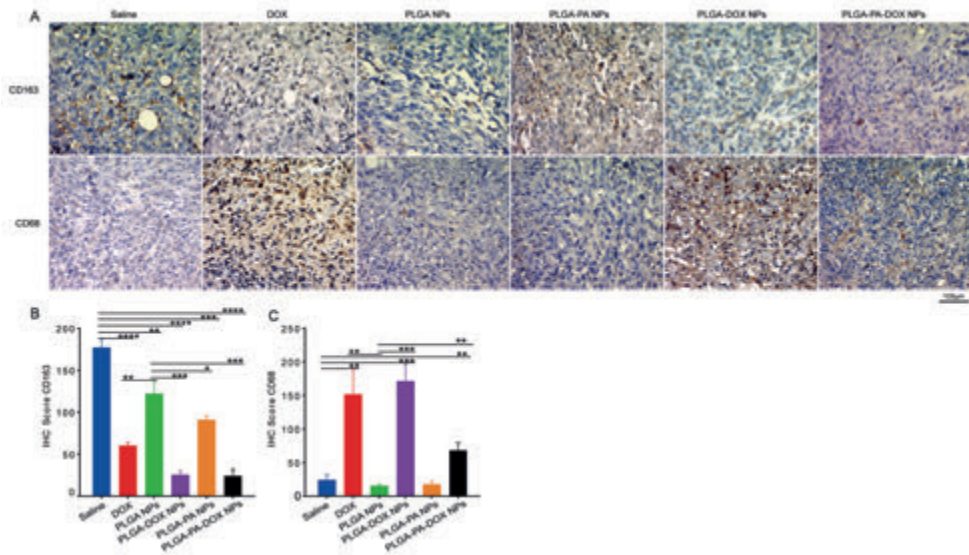 A
Saline DOX PLGA NPs PLGA-PA NPs PLGA-DOX NPs PLGA-PA-DOX NPs
CD163
CD68
100μm
B
IHC Score CD163
200
150
100
50
0
**** 
***
****
**
****
***
*
***
**
Saline
DOX
PLGA NPs
PLGA-DOX NPs
PLGA-PA NPs
PLGA-PA-DOX NPs
C
IHC Score CD68
250
200
150
100
50
0
**
***
**
**
***
**
Saline
DOX
PLGA NPs
PLGA-DOX NPs
PLGA-PA NPs
PLGA-PA-DOX NPs